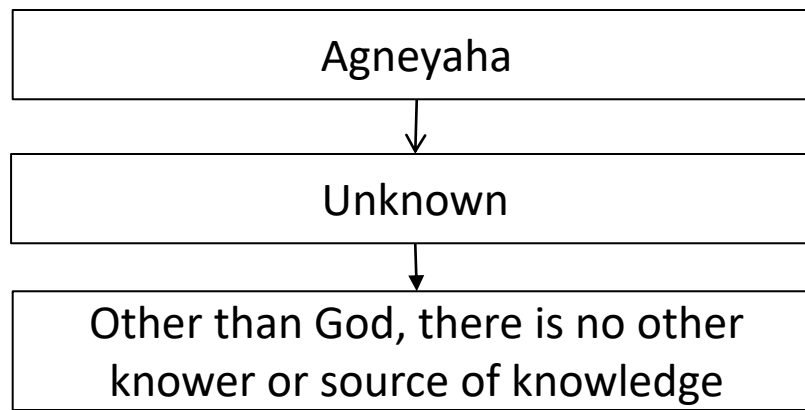 Agneyaha
Unknown
Other than God, there is no other
knower or source of knowledge